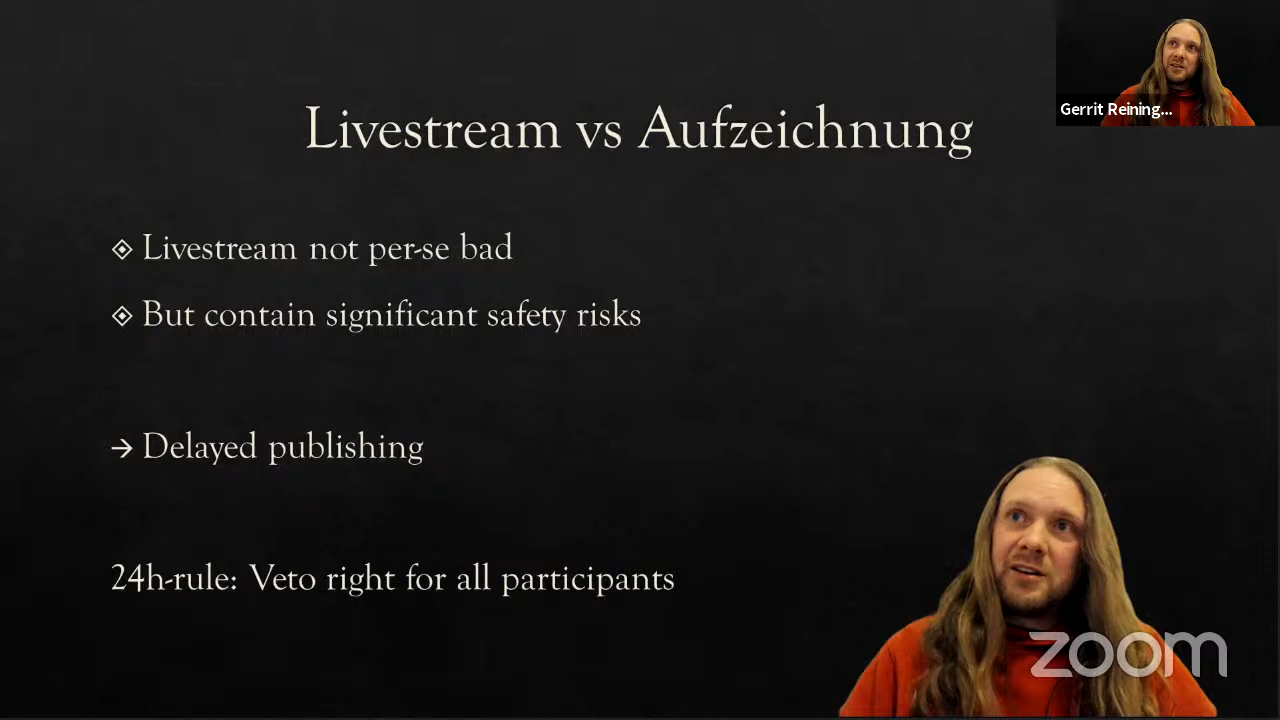 Gerrit Reining...
Livestream vs Aufzeichnung
Livestream not per-se bad
But contain significant safety risks
→ Delayed publishing
24h-rule: Veto right for all participants
zoom